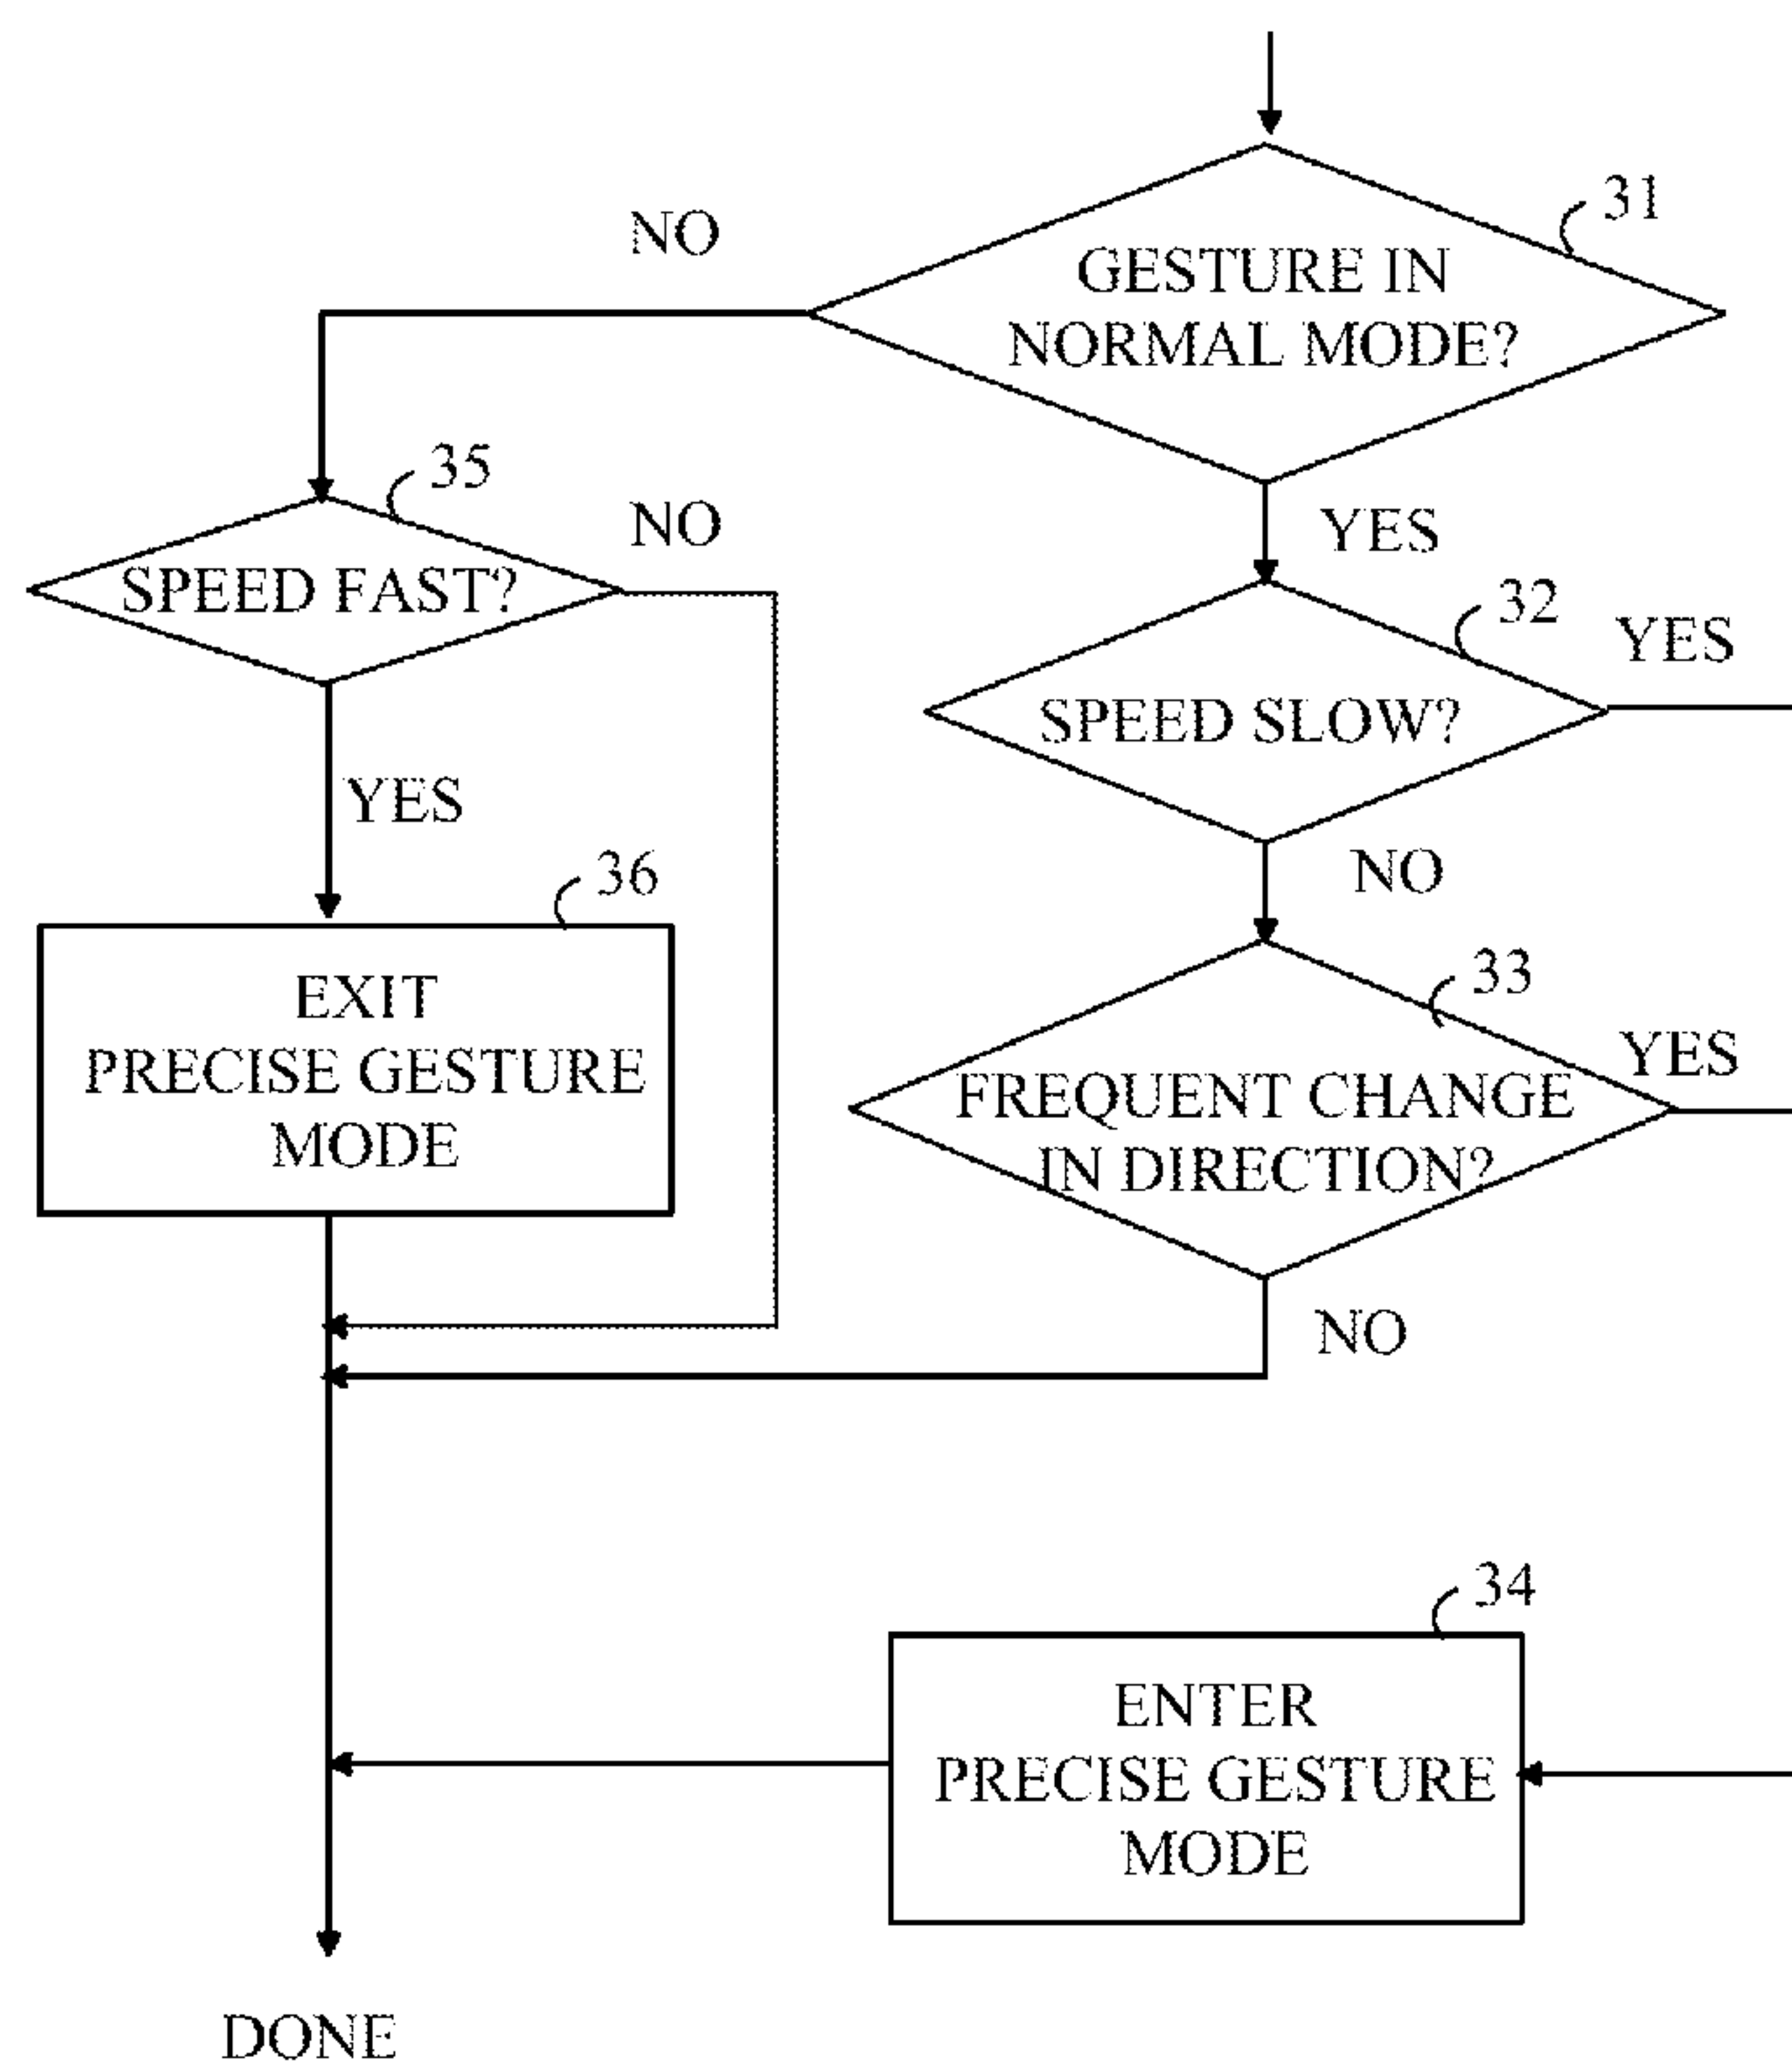 31
NO
GESTURE IN
NORMAL MODE?
35
NO
YES
SPEED FAST?
32
YES
SPEED SLOW?
YES
36
NO
EXIT
PRECISE GESTURE
MODE
33
YES
FREQUENT CHANGE
IN DIRECTION?
NO
34
ENTER
PRECISE GESTURE
MODE
DONE